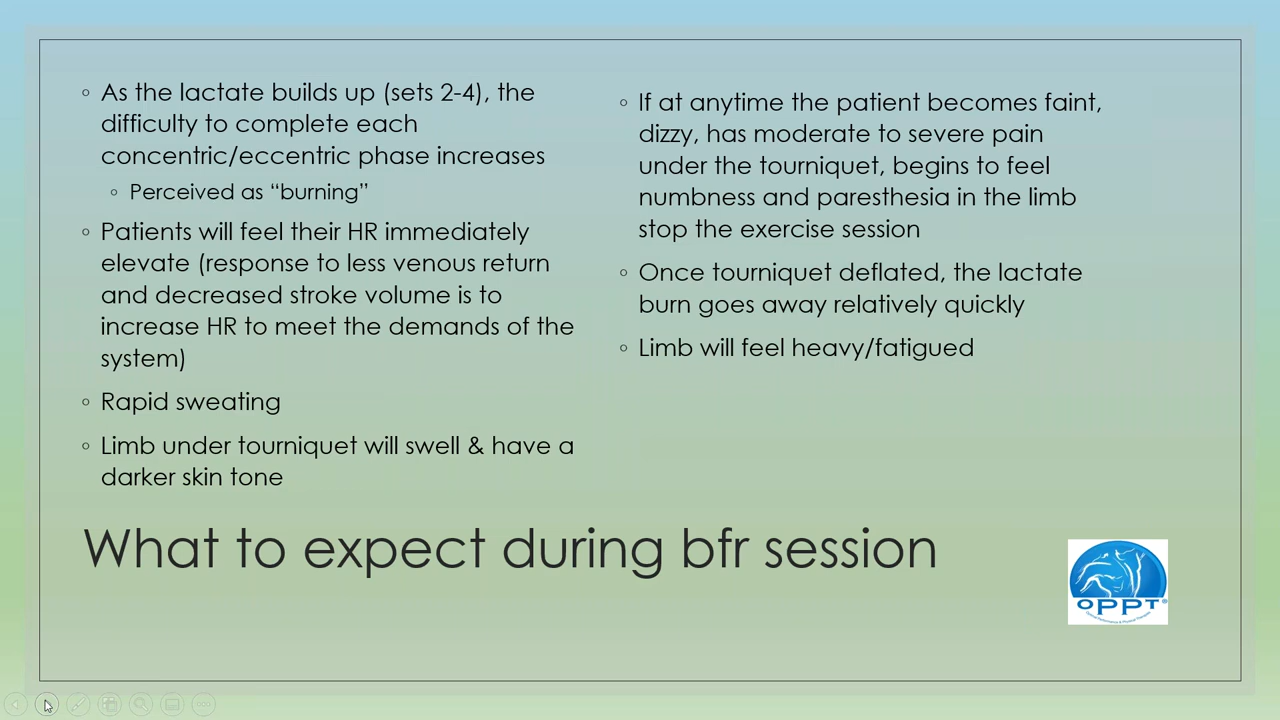 ◦ As the lactate builds up (sets 2-4), the
difficulty to complete each
concentric/eccentric phase increases
◦ Perceived as “burning”
◦ Patients will feel their HR immediately
elevate (response to less venous return
and decreased stroke volume is to
increase HR to meet the demands of the
system)
◦ Rapid sweating
◦ Limb under tourniquet will swell & have a
darker skin tone
◦ If at anytime the patient becomes faint,
dizzy, has moderate to severe pain
under the tourniquet, begins to feel
numbness and paresthesia in the limb
stop the exercise session
◦ Once tourniquet deflated, the lactate
burn goes away relatively quickly
◦ Limb will feel heavy/fatigued
What to expect during bfr session
OPPT®